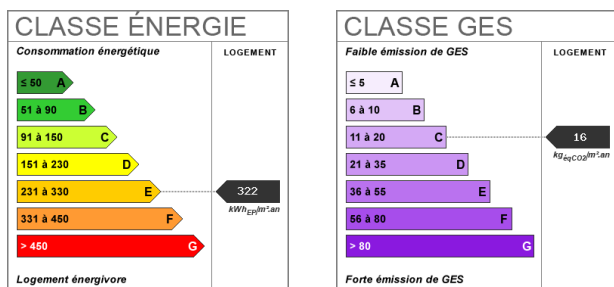 CLASSE ÉNERGIE
Consommation énergétique
LOGEMENT
≤ 50 A
51 à 90 B
91 à 150 C
151 à 230 D
231 à 330 E
322
kWhEP/m².an
331 à 450 F
> 450 G
Logement énergivore
CLASSE GES
Faible émission de GES
LOGEMENT
≤ 5 A
6 à 10 B
11 à 20 C
16
kgéqCO2/m².an
21 à 35 D
36 à 55 E
56 à 80 F
> 80 G
Forte émission de GES